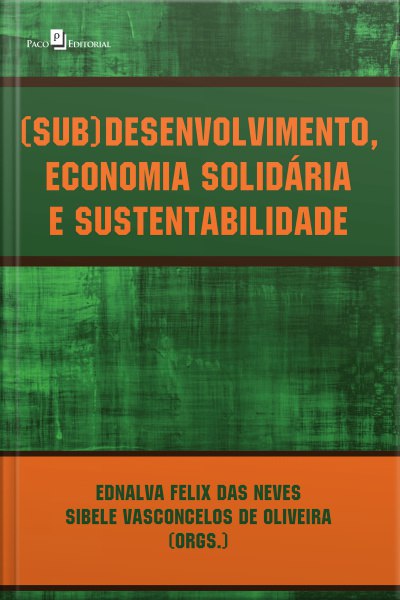 PACO EDITORIAL
(SUB)DESENVOLVIMENTO,
ECONOMIA SOLIDÁRIA
E SUSTENTABILIDADE
EDNALVA FELIX DAS NEVES
SIBELE VASCONCELOS DE OLIVEIRA
(ORGS.)